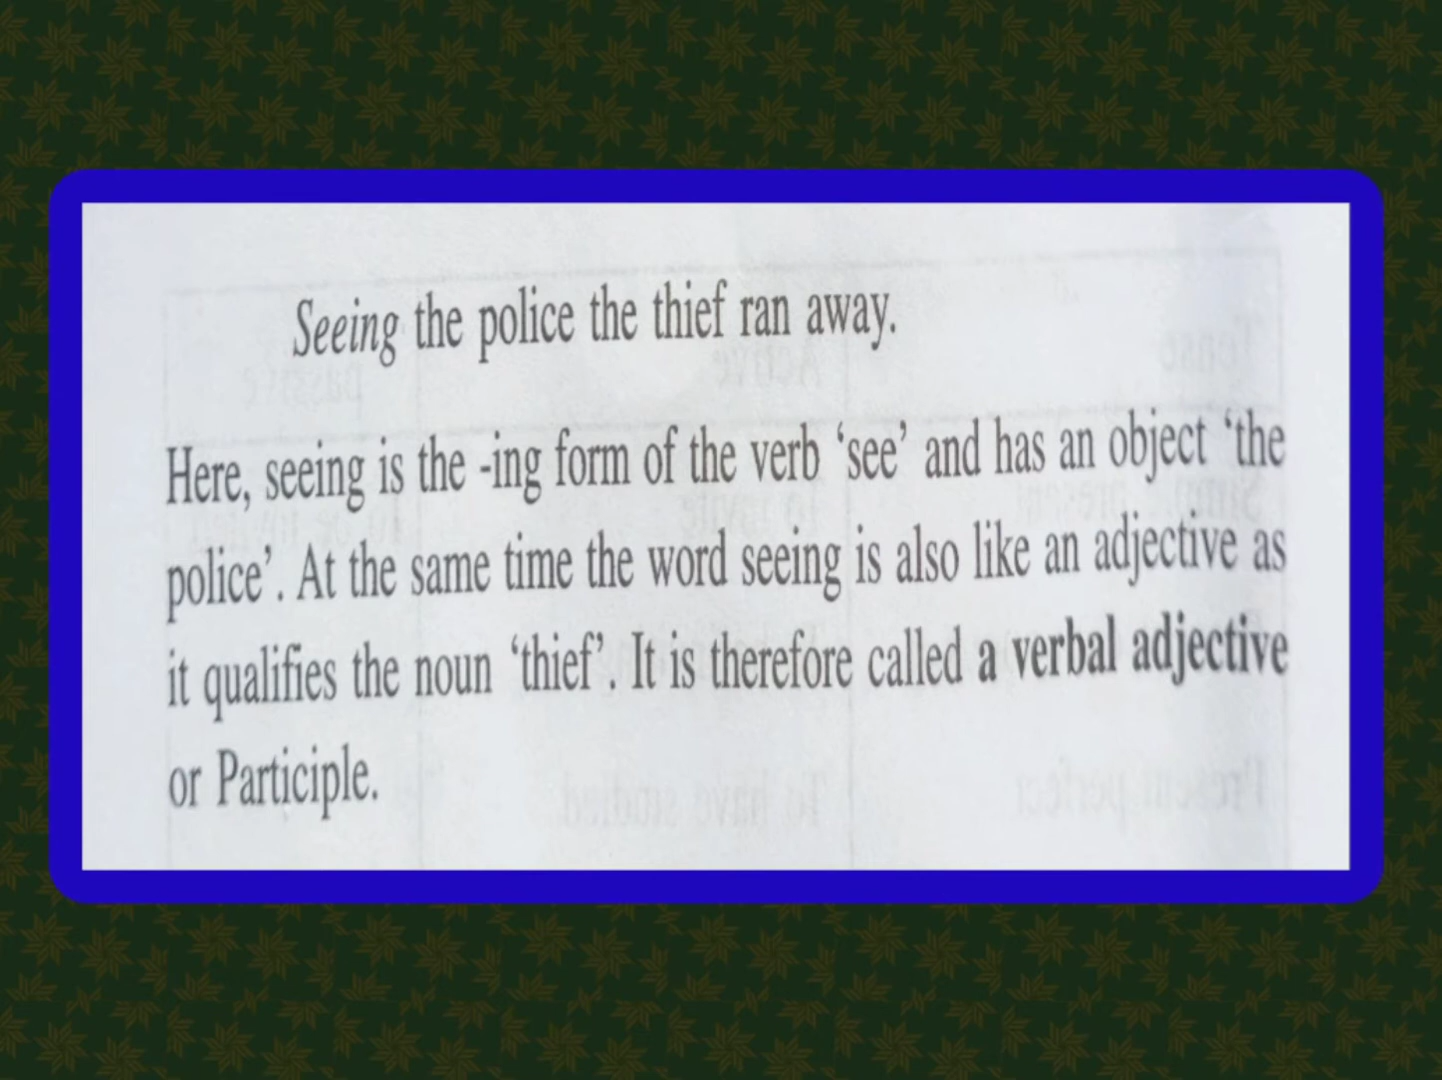 Seeing the police the thief ran away.
Here, seeing is the -ing form of the verb ‘see’ and has an object ‘the
police’. At the same time the word seeing is also like an adjective as
it qualifies the noun ‘thief’. It is therefore called a verbal adjective
or Participle.